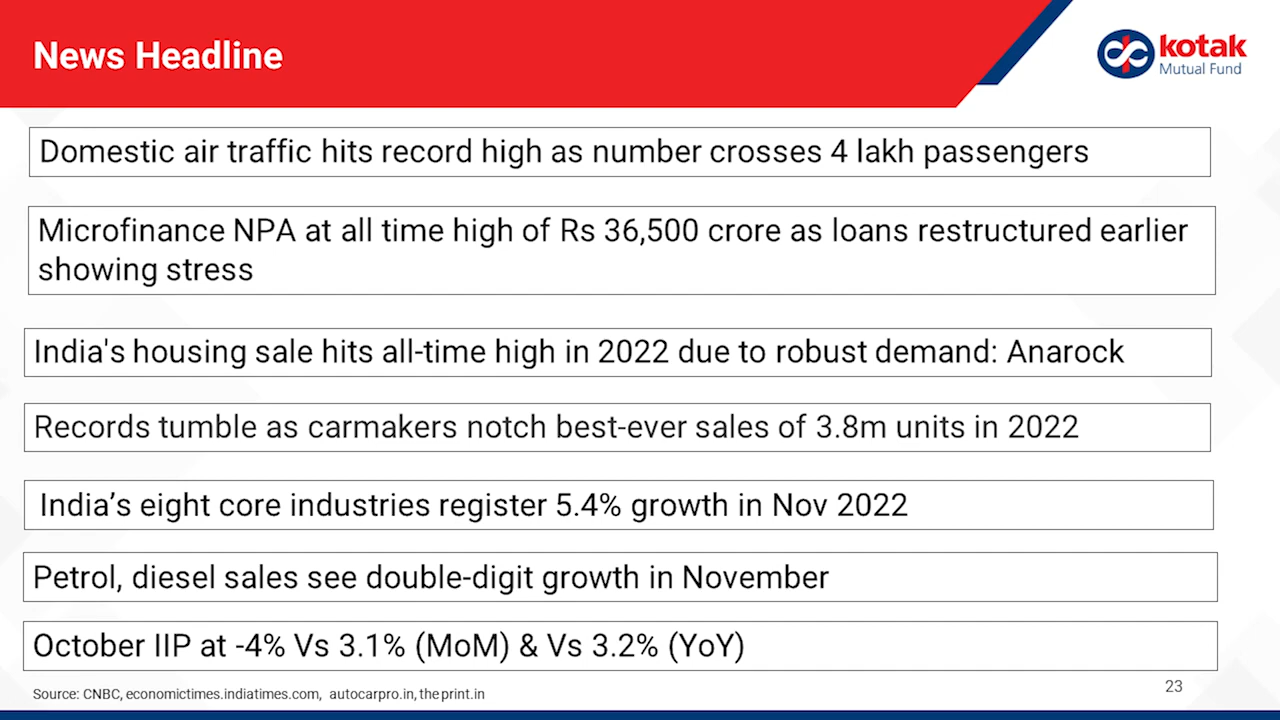 News Headline
kotak
Mutual Fund
Domestic air traffic hits record high as number crosses 4 lakh passengers
Microfinance NPA at all time high of Rs 36,500 crore as loans restructured earlier
showing stress
India's housing sale hits all-time high in 2022 due to robust demand: Anarock
Records tumble as carmakers notch best-ever sales of 3.8m units in 2022
India’s eight core industries register 5.4% growth in Nov 2022
Petrol, diesel sales see double-digit growth in November
October IIP at -4% Vs 3.1% (MoM) & Vs 3.2% (YoY)
Source: CNBC, economictimes.indiatimes.com, autocarpro.in, the print.in
23